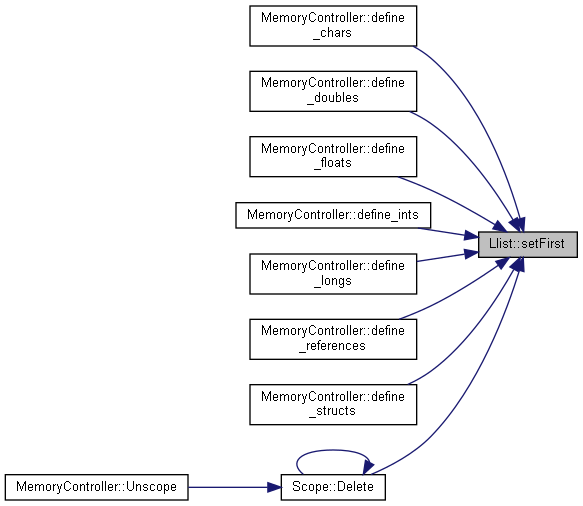 MemoryController::define
_chars
MemoryController::define
_doubles
MemoryController::define
_floats
MemoryController::define_ints
Llist::setFirst
MemoryController::define
_longs
MemoryController::define
_references
MemoryController::define
_structs
MemoryController::Unscope
Scope::Delete